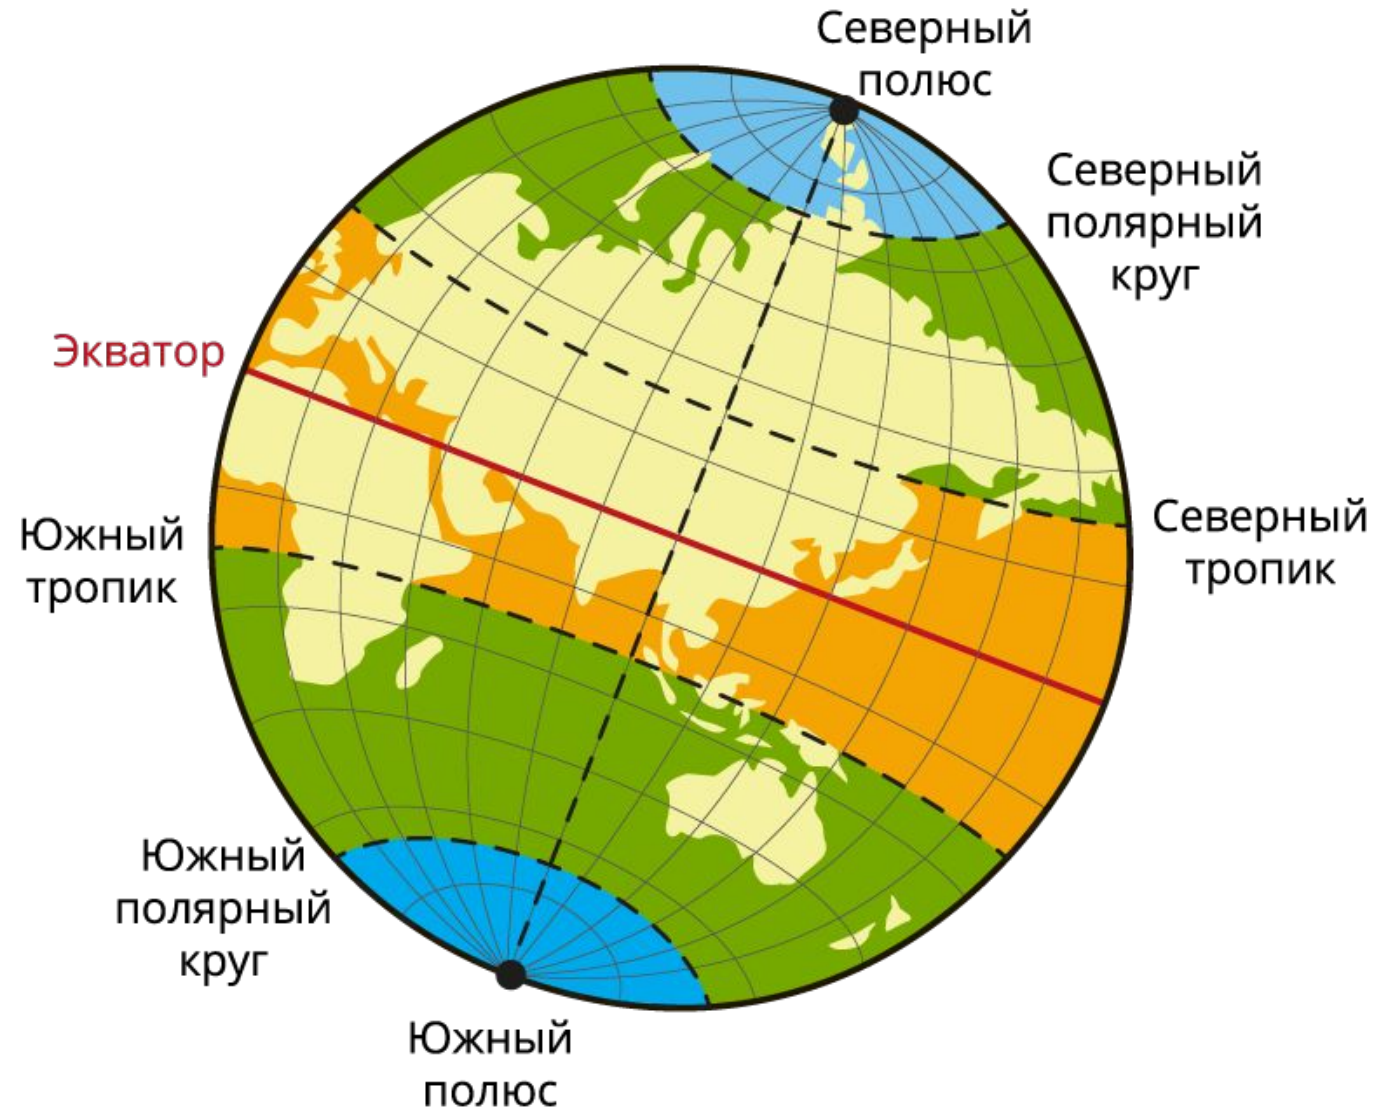 Северный
полюс
Северный
полярный
круг
Экватор
Южный
тропик
Северный
тропик
Южный
полярный
круг
Южный
полюс